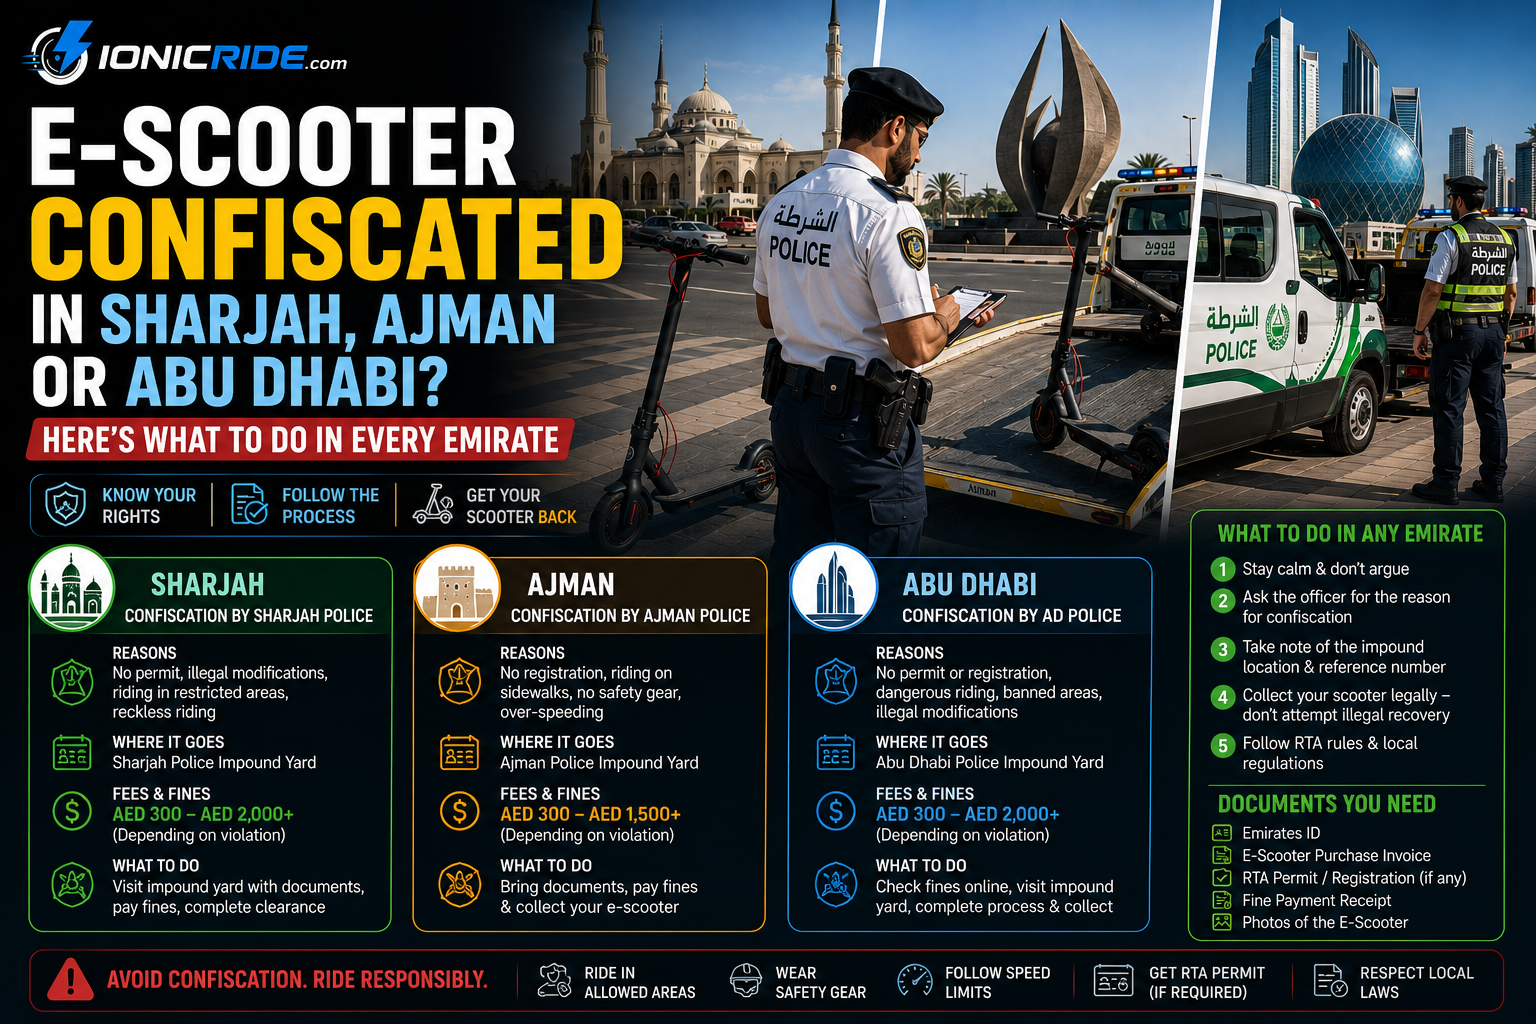 IONICRIDE.com
E-SCOOTER
CONFISCATED
IN SHARJAH, AJMAN
OR ABU DHABI?
HERE'S WHAT TO DO IN EVERY EMIRATE
KNOW YOUR
RIGHTS
FOLLOW THE
PROCESS
GET YOUR
SCOOTER BACK
الشرطة
POLICE
Ajman
الشرطة
POLICE
الشرطة
POLICE
SHARJAH
CONFISCATION BY SHARJAH POLICE
REASONS
No permit, illegal modifications,
riding in restricted areas,
reckless riding
WHERE IT GOES
Sharjah Police Impound Yard
FEES & FINES
AED 300 – AED 2,000+
(Depending on violation)
WHAT TO DO
Visit impound yard with documents,
pay fines, complete clearance
AJMAN
CONFISCATION BY AJMAN POLICE
REASONS
No registration, riding on
sidewalks, no safety gear,
over-speeding
WHERE IT GOES
Ajman Police Impound Yard
FEES & FINES
AED 300 – AED 1,500+
(Depending on violation)
WHAT TO DO
Bring documents, pay fines
& collect your e-scooter
ABU DHABI
CONFISCATION BY AD POLICE
REASONS
No permit or registration,
dangerous riding, banned areas,
illegal modifications
WHERE IT GOES
Abu Dhabi Police Impound Yard
FEES & FINES
AED 300 – AED 2,000+
(Depending on violation)
WHAT TO DO
Check fines online, visit impound
yard, complete process & collect
WHAT TO DO IN ANY EMIRATE
1 Stay calm & don't argue
2 Ask the officer for the reason
for confiscation
3 Take note of the impound
location & reference number
4 Collect your scooter legally –
don't attempt illegal recovery
5 Follow RTA rules & local
regulations
DOCUMENTS YOU NEED
Emirates ID
E-Scooter Purchase Invoice
RTA Permit / Registration (if any)
Fine Payment Receipt
Photos of the E-Scooter
AVOID CONFISCATION. RIDE RESPONSIBLY.
RIDE IN
ALLOWED AREAS
WEAR
SAFETY GEAR
FOLLOW SPEED
LIMITS
GET RTA PERMIT
(IF REQUIRED)
RESPECT LOCAL
LAWS